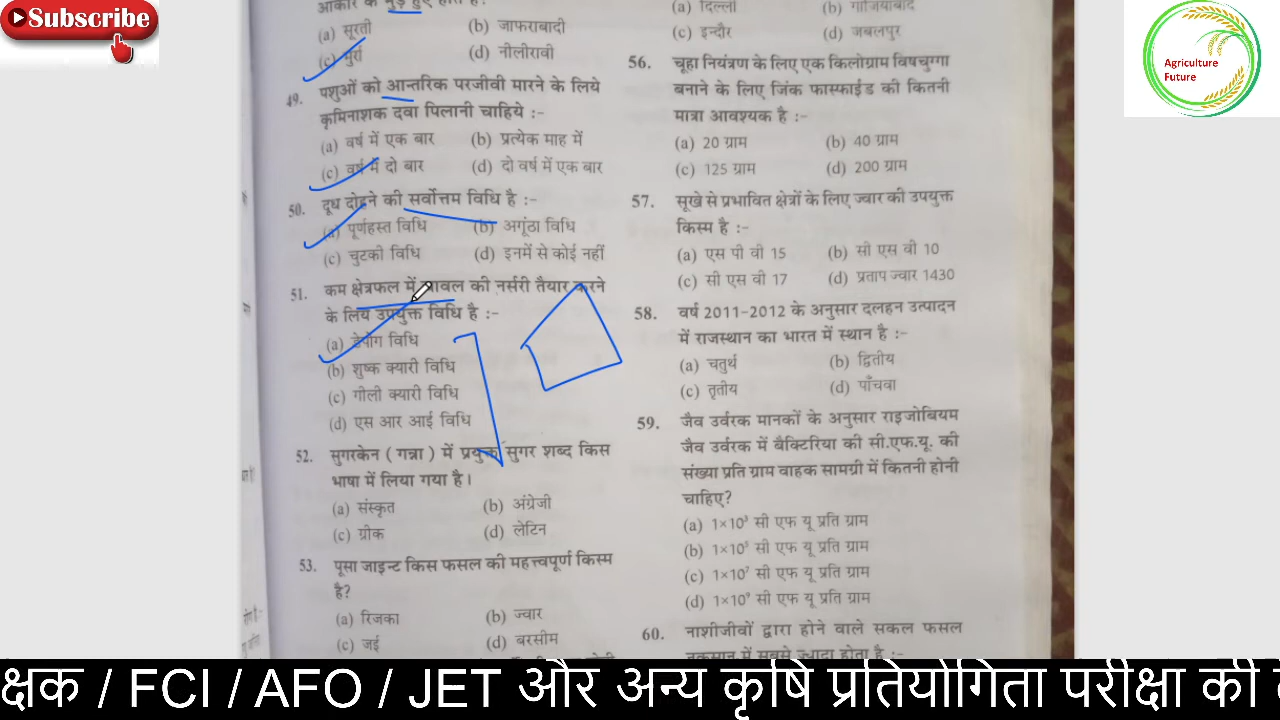 Subscribe
आकार के मुड़े हुए होते है:
(a) सूरती (b) जाफराबादी
(c) मुर्रा (d) नीलीरावी
49. पशुओं को आन्तरिक परजीवी मारने के लिये
कृमिनाशक दवा पिलानी चाहिये :-
(a) वर्ष में एक बार (b) प्रत्येक माह में
(c) वर्ष में दो बार (d) दो वर्ष में एक बार
50. दूध दोहने की सर्वोत्तम विधि है :-
(a) पूर्णहस्त विधि (b) अगूंठा विधि
(c) चुटकी विधि (d) इनमें से कोई नहीं
51. कम क्षेत्रफल में चावल की नर्सरी तैयार करने
के लिये उपयुक्त विधि है :-
(a) डेपोग विधि
(b) शुष्क क्यारी विधि
(c) गीली क्यारी विधि
(d) एस आर आई विधि
52. सुगरकेन ( गन्ना ) में प्रयुक्त सुगर शब्द किस
भाषा में लिया गया है।
(a) संस्कृत (b) अंग्रेजी
(c) ग्रीक (d) लेटिन
53. पूसा जाइन्ट किस फसल की महत्त्वपूर्ण किस्म
है?
(a) रिजका (b) ज्वार
(c) जई (d) बरसीम
(a) दिल्ली (b) गाजियाबाद
(c) इन्दौर (d) जबलपुर
56. चूहा नियंत्रण के लिए एक किलोग्राम विषचुग्गा
बनाने के लिए जिंक फास्फाईड की कितनी
मात्रा आवश्यक है :-
(a) 20 ग्राम (b) 40 ग्राम
(c) 125 ग्राम (d) 200 ग्राम
57. सूखे से प्रभावित क्षेत्रों के लिए ज्वार की उपयुक्त
किस्म है :-
(a) एस पी वी 15 (b) सी एस वी 10
(c) सी एस वी 17 (d) प्रताप ज्वार 1430
58. वर्ष 2011-2012 के अनुसार दलहन उत्पादन
में राजस्थान का भारत में स्थान है :-
(a) चतुर्थ (b) द्वितीय
(c) तृतीय (d) पाँचवा
59. जैव उर्वरक मानकों के अनुसार राइजोबियम
जैव उर्वरक में बैक्टिरिया की सी.एफ.यू. की
संख्या प्रति ग्राम वाहक सामग्री में कितनी होनी
चाहिए?
(a) 1×10³ सी एफ यू प्रति ग्राम
(b) 1×10⁵ सी एफ यू प्रति ग्राम
(c) 1×10⁷ सी एफ यू प्रति ग्राम
(d) 1×10⁹ सी एफ यू प्रति ग्राम
60. नाशीजीवों द्वारा होने वाले सकल फसल
नुकसान में सबसे ज्यादा होता है :-
Agriculture
Future
क्षक / FCI / AFO / JET और अन्य कृषि प्रतियोगिता परीक्षा की